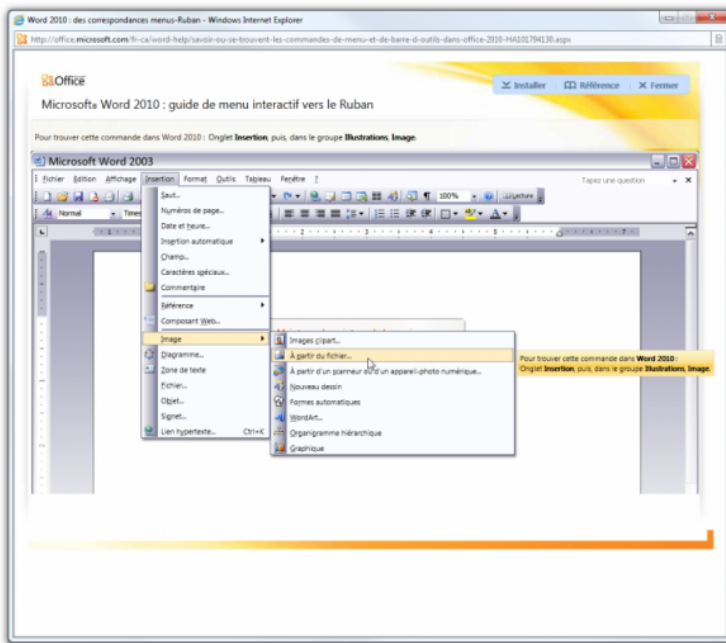 Word 2010 : des correspondances menus-Ruban - Windows Internet Explorer
http://office.microsoft.com/fr-ca/word-help/savoir-ou-se-trouvent-les-commandes-de-menu-et-de-barre-d-outils-dans-office-2010-HA101794130.aspx
Office
Installer Référence Fermer
Microsoft® Word 2010 : guide de menu interactif vers le Ruban
Pour trouver cette commande dans Word 2010 : Onglet Insertion, puis, dans le groupe Illustrations, Image.
Microsoft Word 2003
Fichier Edition Affichage Insertion Format Outils Tableau Fenêtre ?
Tapez une question
Normal
Times
100%
Lecture
Saut...
Numéros de page...
Date et heure...
Insertion automatique
Champ...
Caractères spéciaux...
Commentaire
Référence
Composant Web...
Image
Diagramme...
Zone de texte
Fichier...
Objet...
Signet...
Lien hypertexte... Ctrl+K
Images clipart...
À partir du fichier...
À partir d'un scanneur ou d'un appareil-photo numérique...
Nouveau dessin
Formes automatiques
WordArt...
Organigramme hiérarchique
Graphique
Pour trouver cette commande dans Word 2010 :
Onglet Insertion, puis, dans le groupe Illustrations, Image.